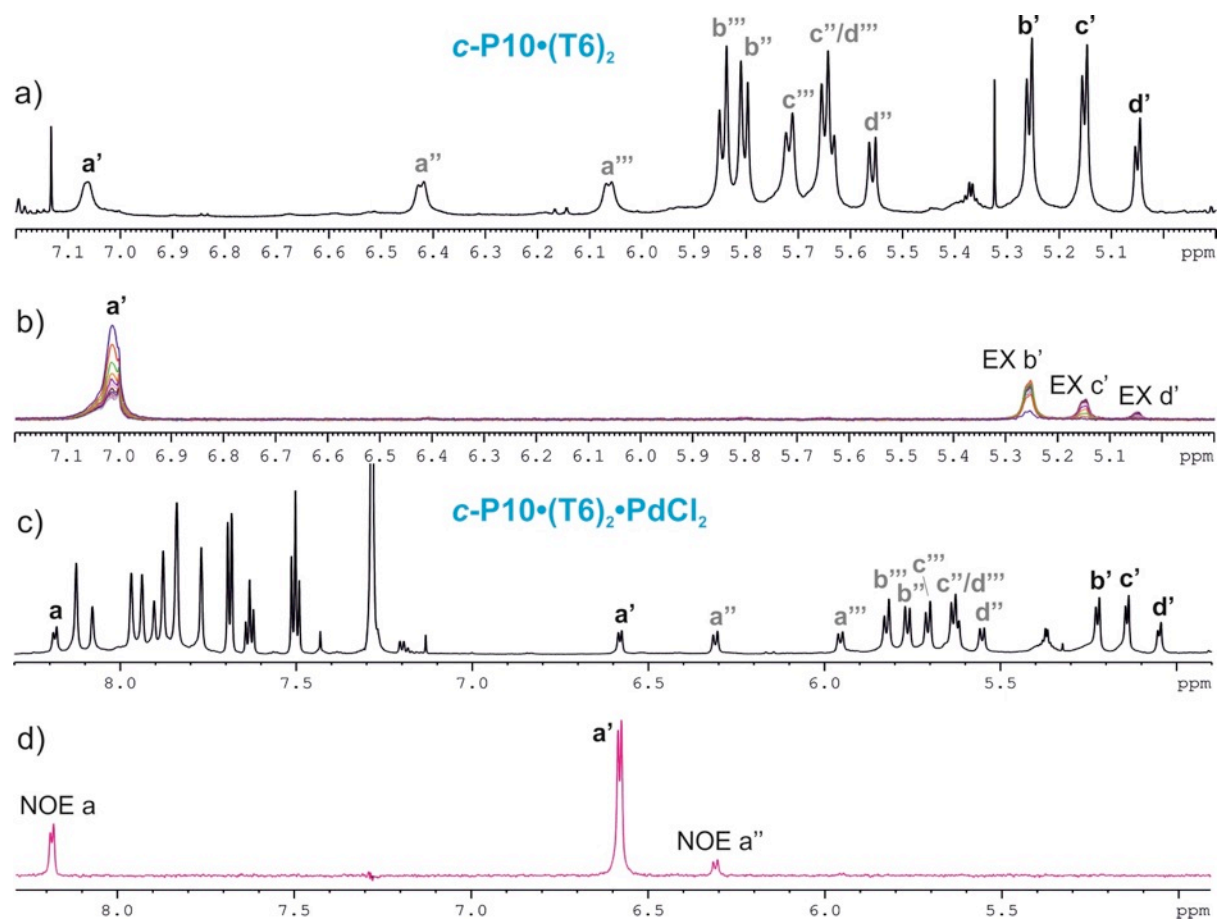 c-P10•(T6)₂
a)
a’
a’’
a’’’
b’’’
b’’
c’’’
c’’/d’’’
d’’
b’
c’
d’
7.1 7.0 6.9 6.8 6.7 6.6 6.5 6.4 6.3 6.2 6.1 6.0 5.9 5.8 5.7 5.6 5.5 5.4 5.3 5.2 5.1 ppm
b)
a’
EX b’
EX c’
EX d’
7.1 7.0 6.9 6.8 6.7 6.6 6.5 6.4 6.3 6.2 6.1 6.0 5.9 5.8 5.7 5.6 5.5 5.4 5.3 5.2 5.1 ppm
c-P10•(T6)₂•PdCl₂
c)
a
a’
a’’
a’’’
b’’’
b’’
c’’’
c’’/d’’’
d’’
b’
c’
d’
8.0 7.5 7.0 6.5 6.0 5.5 ppm
d)
NOE a
a’
NOE a’’
8.0 7.5 7.0 6.5 6.0 5.5 ppm